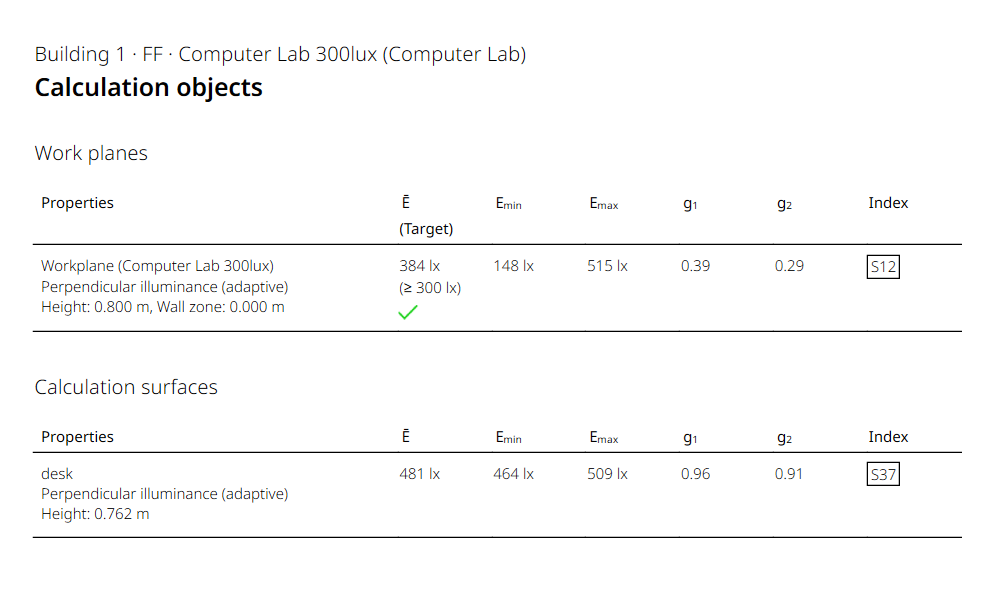 Building 1 · FF · Computer Lab 300lux (Computer Lab)
Calculation objects
Work planes
Properties Ē Emin Emax g1 g2 Index
(Target)
Workplane (Computer Lab 300lux) 384 lx 148 lx 515 lx 0.39 0.29 S12
Perpendicular illuminance (adaptive) (≥ 300 lx)
Height: 0.800 m, Wall zone: 0.000 m
Calculation surfaces
Properties Ē Emin Emax g1 g2 Index
desk 481 lx 464 lx 509 lx 0.96 0.91 S37
Perpendicular illuminance (adaptive)
Height: 0.762 m